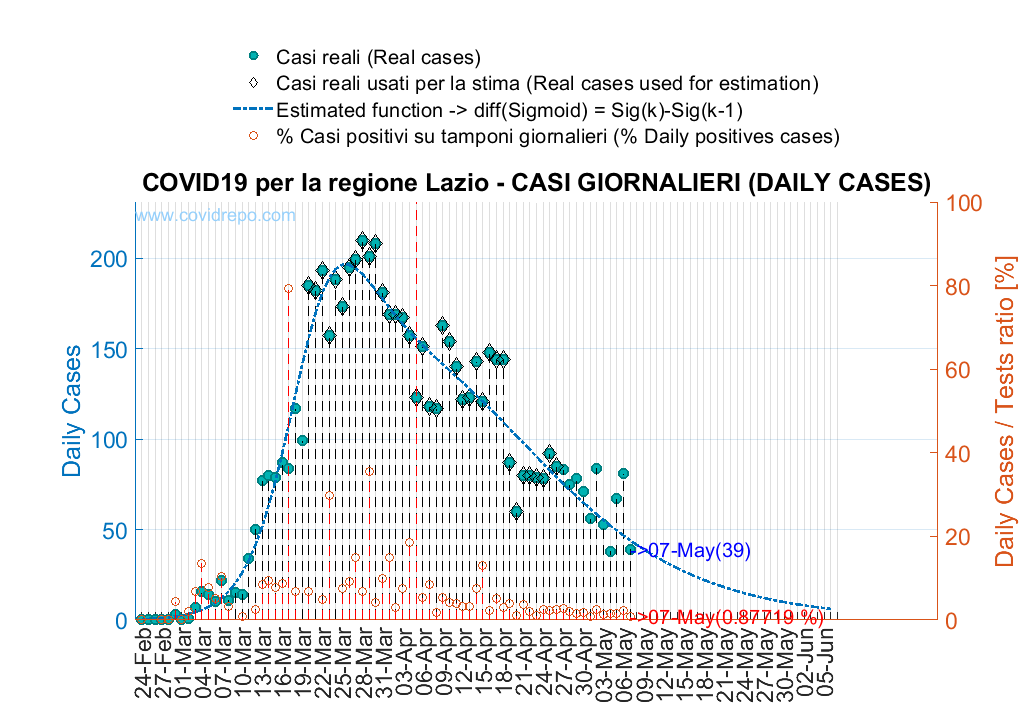 Casi reali (Real cases)
Casi reali usati per la stima (Real cases used for estimation)
Estimated function -> diff(Sigmoid) = Sig(k)-Sig(k-1)
% Casi positivi su tamponi giornalieri (% Daily positives cases)
COVID19 per la regione Lazio - CASI GIORNALIERI (DAILY CASES)
www.covidrepo.com
Daily Cases
200
150
100
50
0
100
80
60
40
20
0
Daily Cases / Tests ratio [%]
->07-May(39)
->07-May(0.87719 %)
24-Feb
27-Feb
01-Mar
04-Mar
07-Mar
10-Mar
13-Mar
16-Mar
19-Mar
22-Mar
25-Mar
28-Mar
31-Mar
03-Apr
06-Apr
09-Apr
12-Apr
15-Apr
18-Apr
21-Apr
24-Apr
27-Apr
30-Apr
03-May
06-May
09-May
12-May
15-May
18-May
21-May
24-May
27-May
30-May
02-Jun
05-Jun